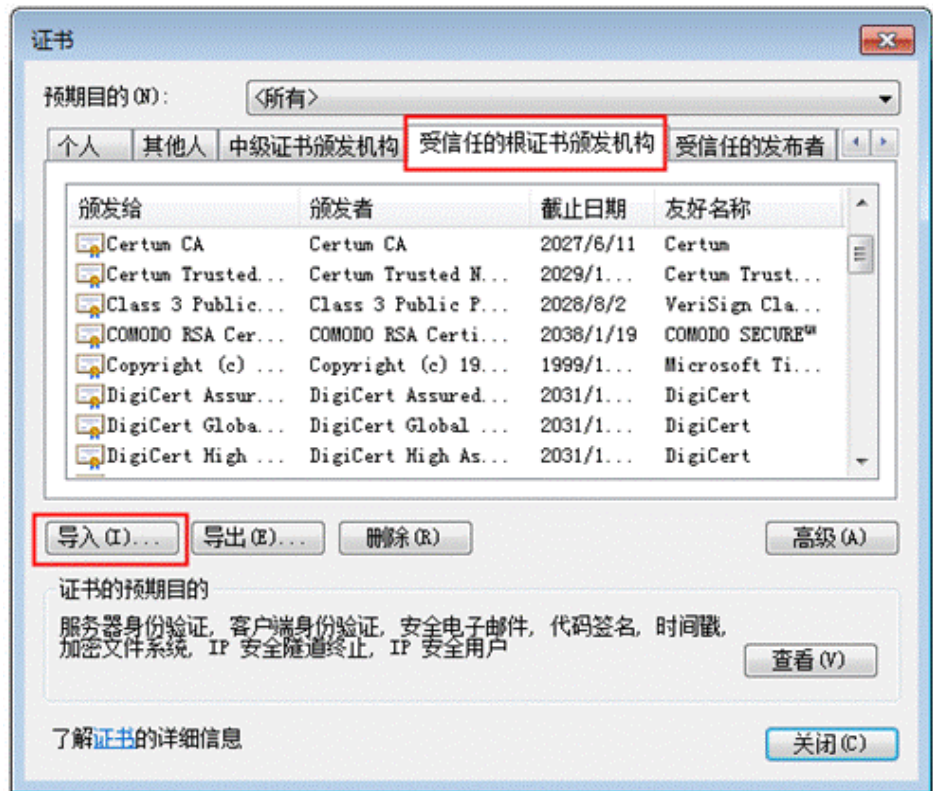 证书
预期目的(N): <所有>
个人 其他人 中级证书颁发机构 受信任的根证书颁发机构 受信任的发布者
颁发给 颁发者 截止日期 友好名称
Certum CA Certum CA 2027/6/11 Certum
Certum Trusted... Certum Trusted N... 2029/1... Certum Trust...
Class 3 Public... Class 3 Public P... 2028/8/2 VeriSign Cla...
COMODO RSA Cer... COMODO RSA Certi... 2038/1/19 COMODO SECURE™
Copyright (c) ... Copyright (c) 19... 1999/1... Microsoft Ti...
DigiCert Assur... DigiCert Assured... 2031/1... DigiCert
DigiCert Globa... DigiCert Global ... 2031/1... DigiCert
DigiCert High ... DigiCert High As... 2031/1... DigiCert
导入(I)... 导出(E)... 删除(R) 高级(A)
证书的预期目的
服务器身份验证, 客户端身份验证, 安全电子邮件, 代码签名, 时间戳,
加密文件系统, IP 安全隧道终止, IP 安全用户
查看(V)
了解证书的详细信息
关闭(C)